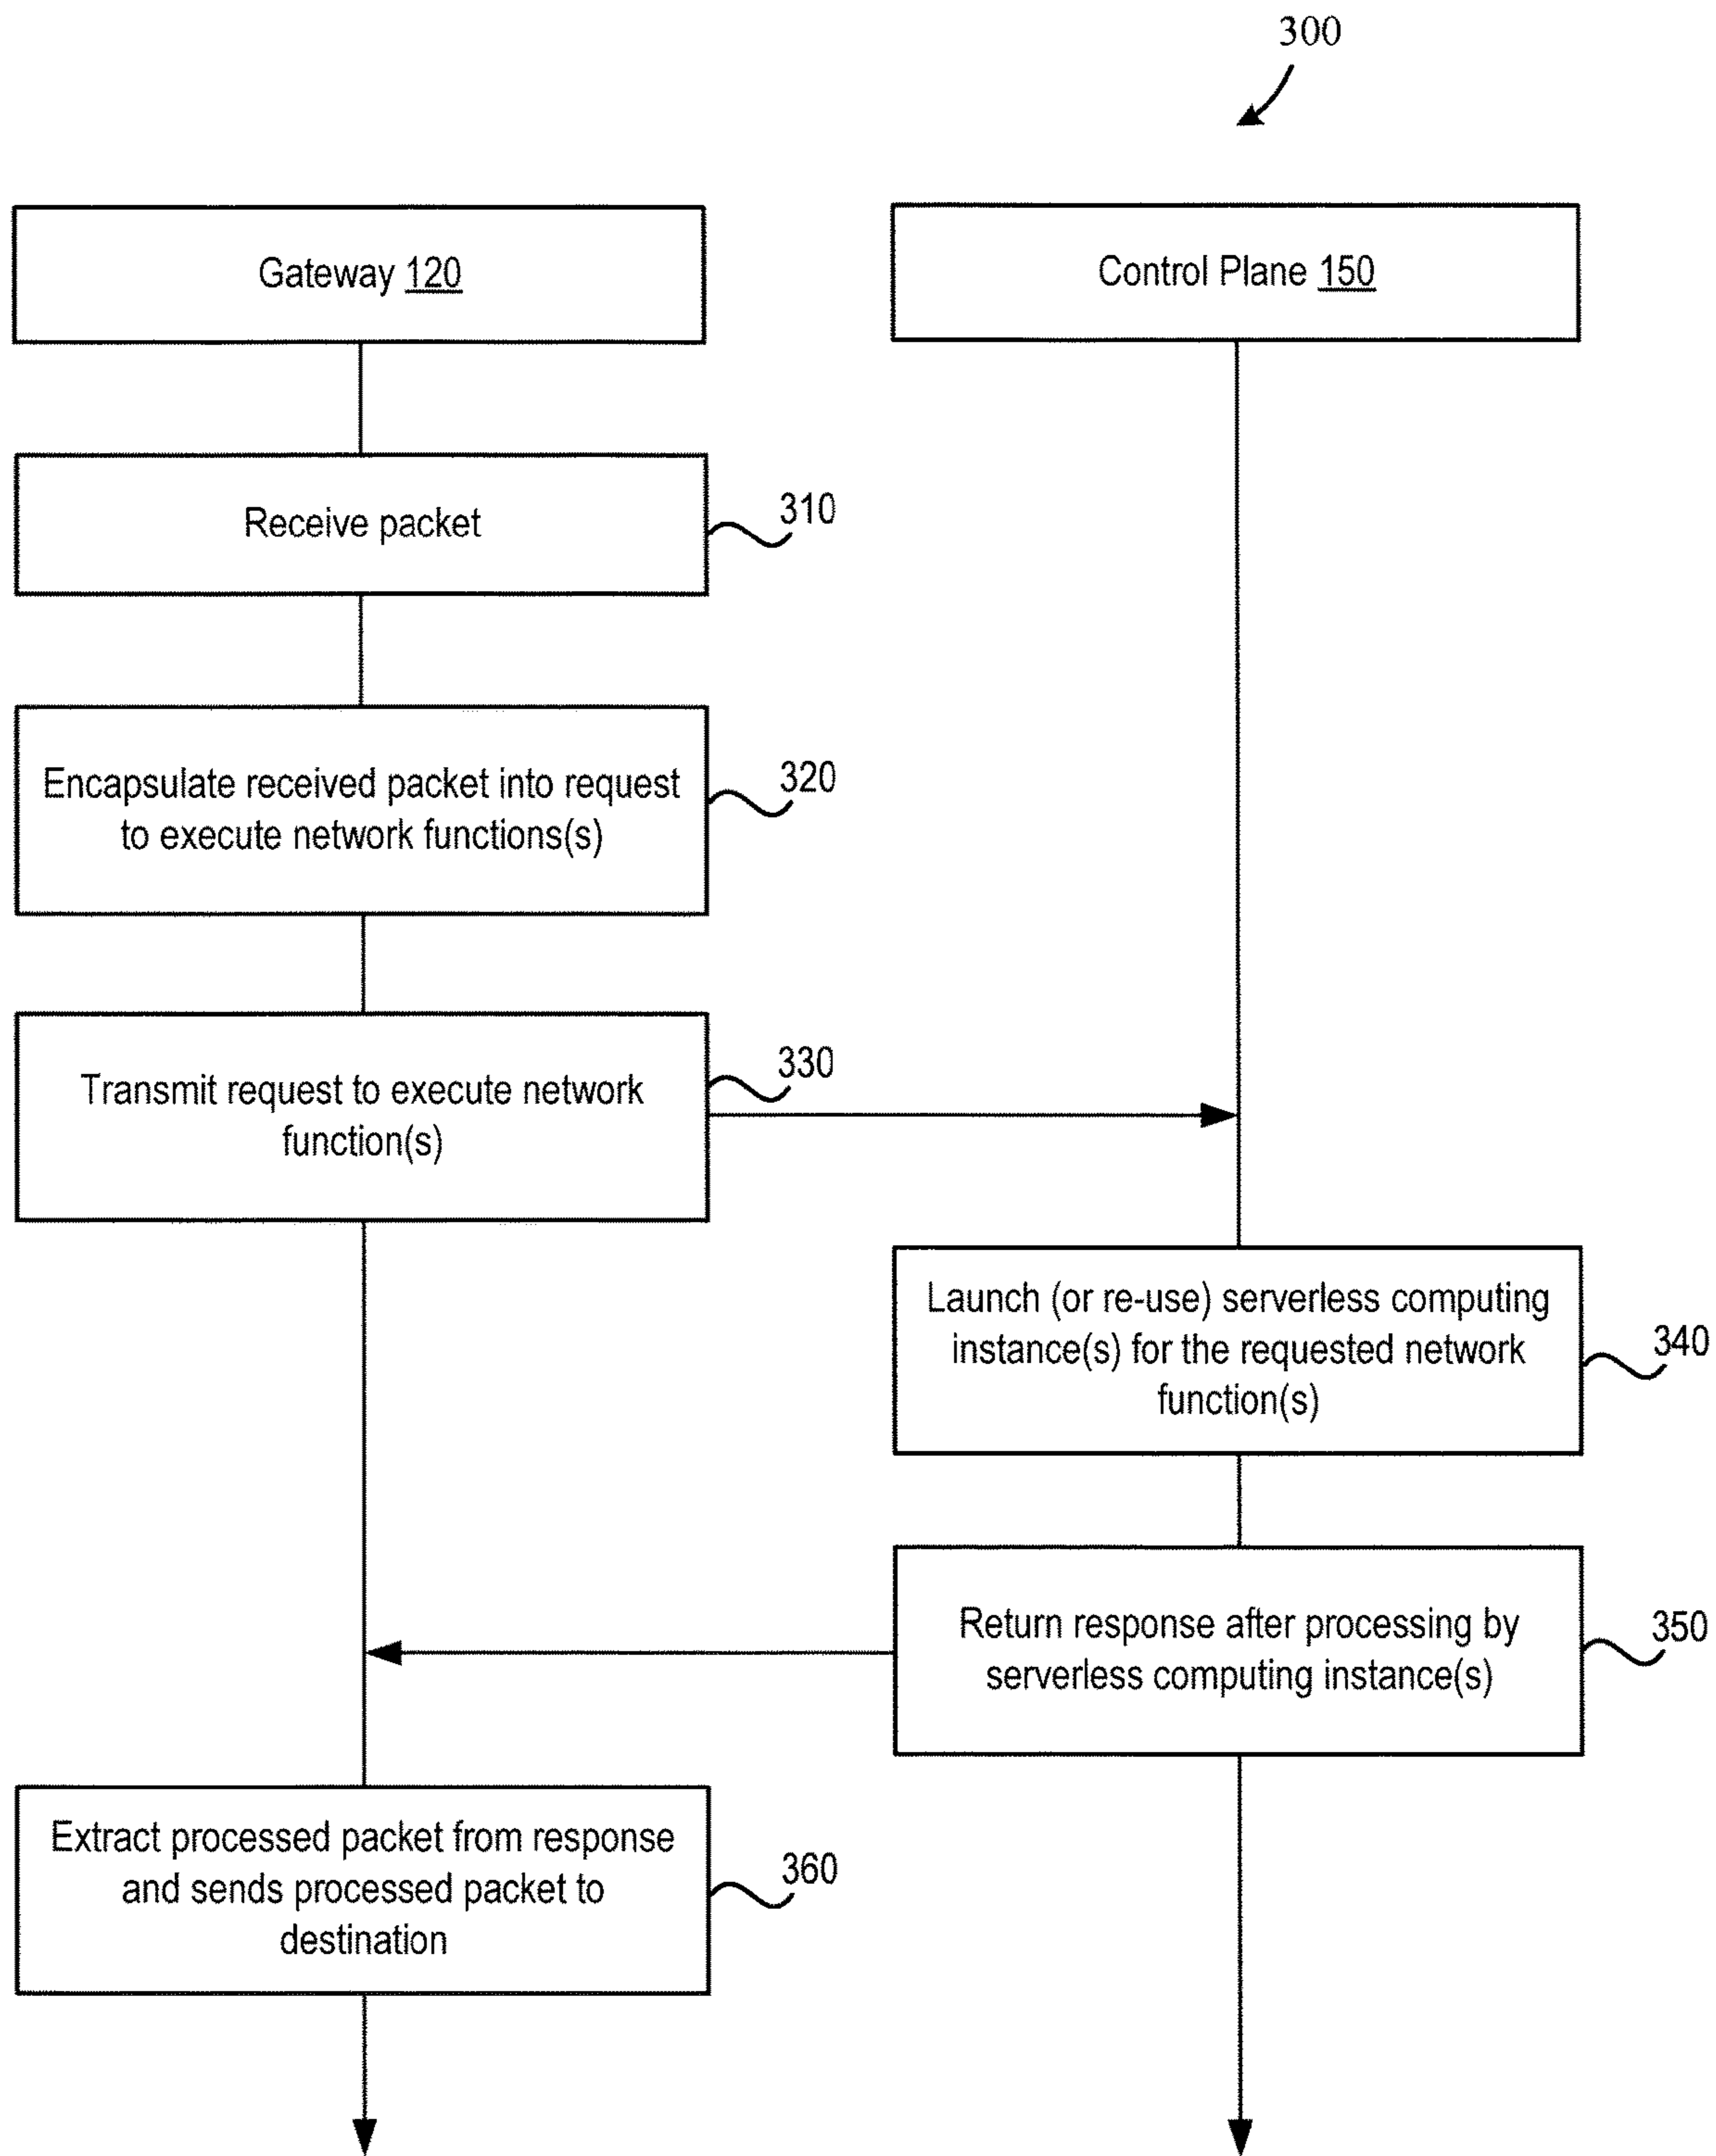 300
Gateway 120
Control Plane 150
Receive packet
310
Encapsulate received packet into request
to execute network functions(s)
320
Transmit request to execute network
function(s)
330
Launch (or re-use) serverless computing
instance(s) for the requested network
function(s)
340
Return response after processing by
serverless computing instance(s)
350
Extract processed packet from response
and sends processed packet to
destination
360